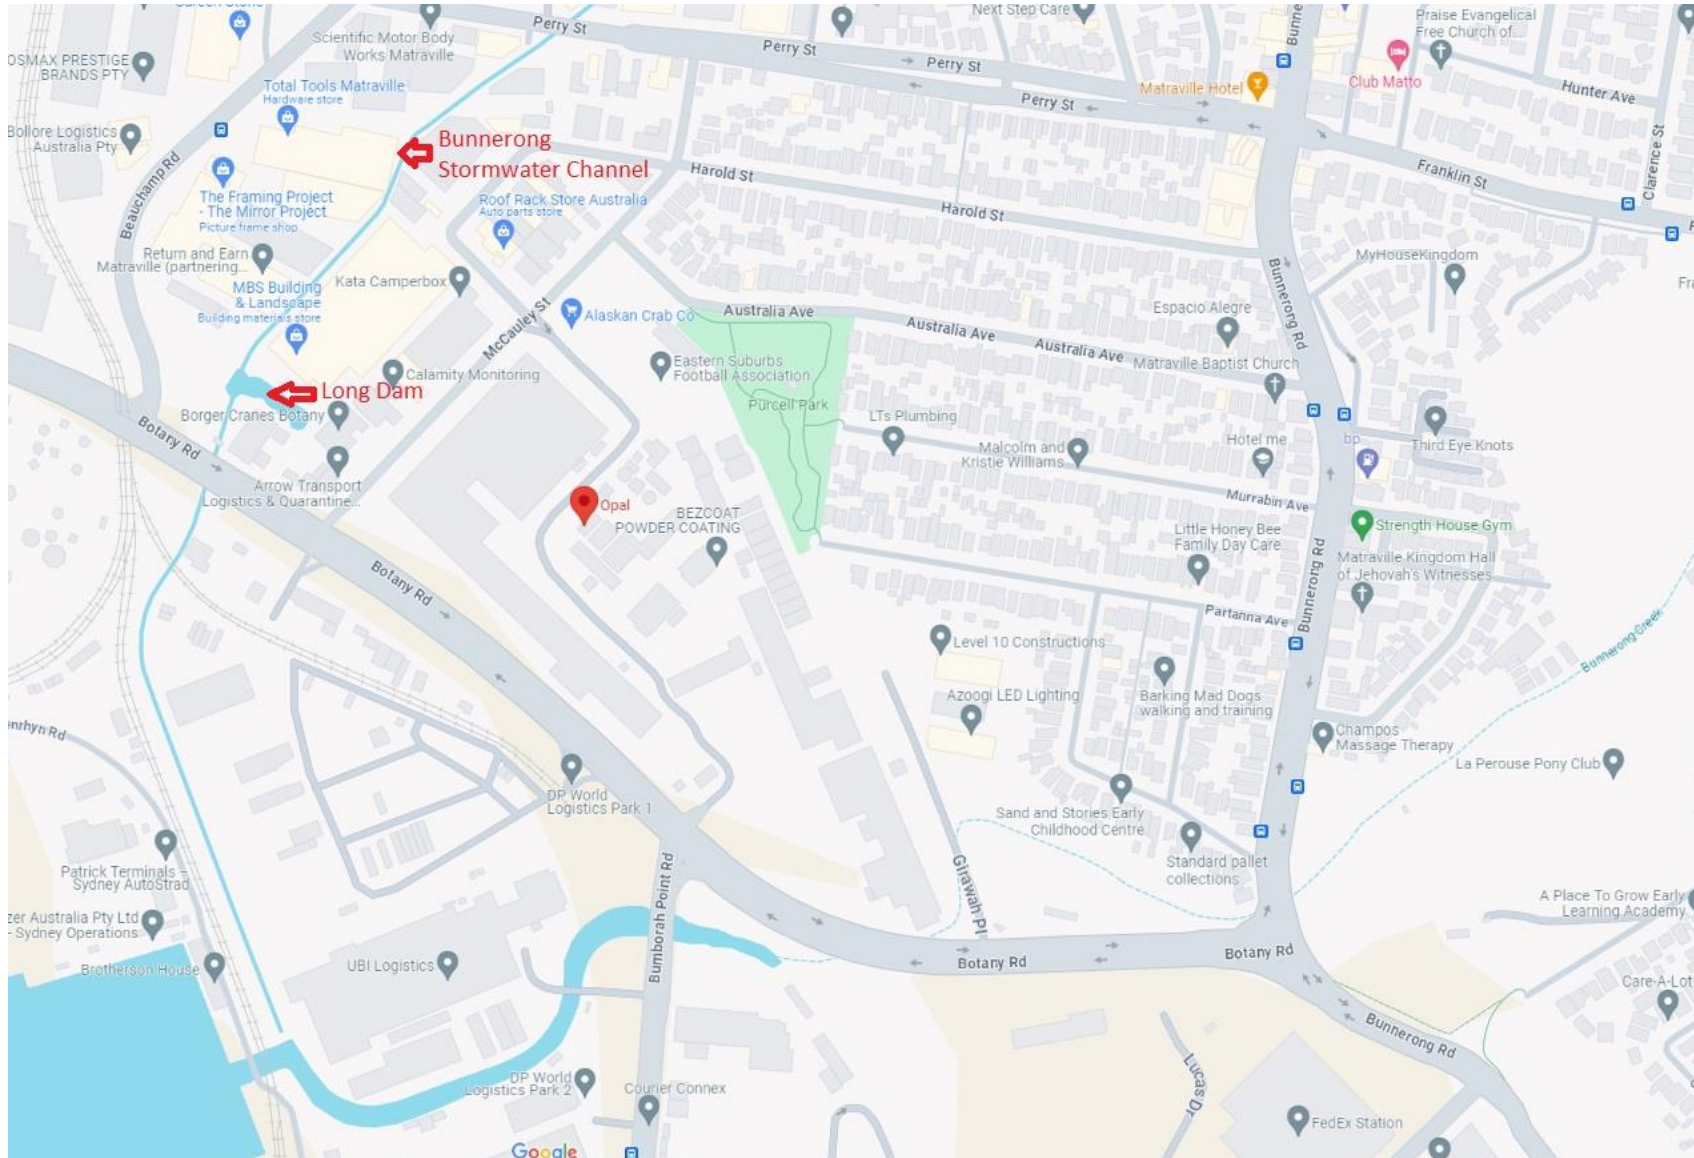 Scientific Motor Body
Works Matraville
Perry St
Perry St
Perry St
Perry St
Next Step Care
Praise Evangelical
Free Church of...
OSMAX PRESTIGE
BRANDS PTY
Total Tools Matraville
Hardware store
Matraville Hotel
Club Matto
Hunter Ave
Bollore Logistics
Australia Pty
Bunnerong
Stormwater Channel
Clarence St
Franklin St
Beauchamp Rd
The Framing Project
- The Mirror Project
Picture frame shop
Roof Rack Store Australia
Auto parts store
Harold St
Harold St
Return and Earn
Matraville (partnering...
Kata Camperbox
MBS Building
& Landscape
Building materials store
McCauley St
Alaskan Crab Co
Australia Ave
Australia Ave
Australia Ave
Bunnerong Rd
MyHouseKingdom
Espacio Alegre
Matraville Baptist Church
Eastern Suburbs
Football Association
Calamity Monitoring
Long Dam
Purcell Park
Borger Cranes Botany
LTs Plumbing
Malcolm and
Kristie Williams
Hotel me
bp
Third Eye Knots
Botany Rd
Arrow Transport
Logistics & Quarantine...
Murrabin Ave
Opal
BEZCOAT
POWDER COATING
Little Honey Bee
Family Day Care
Strength House Gym
Matraville Kingdom Hall
of Jehovah's Witnesses
Botany Rd
Bunnerong Rd
Partanna Ave
Bunnerong Creek
Level 10 Constructions
Azoogi LED Lighting
Barking Mad Dogs
walking and training
Champos
Massage Therapy
La Perouse Pony Club
enrhyn Rd
DP World
Logistics Park 1
Sand and Stories Early
Childhood Centre
Standard pallet
collections
Patrick Terminals –
Sydney AutoStrad
Bumborah Point Rd
Girawah Pl
A Place To Grow Early
Learning Academy
zer Australia Pty Ltd
- Sydney Operations
Brotherson House
UBI Logistics
Botany Rd
Botany Rd
Care-A-Lot
Bunnerong Rd
DP World
Logistics Park 2
Courier Connex
Lucas Dr
FedEx Station
Google